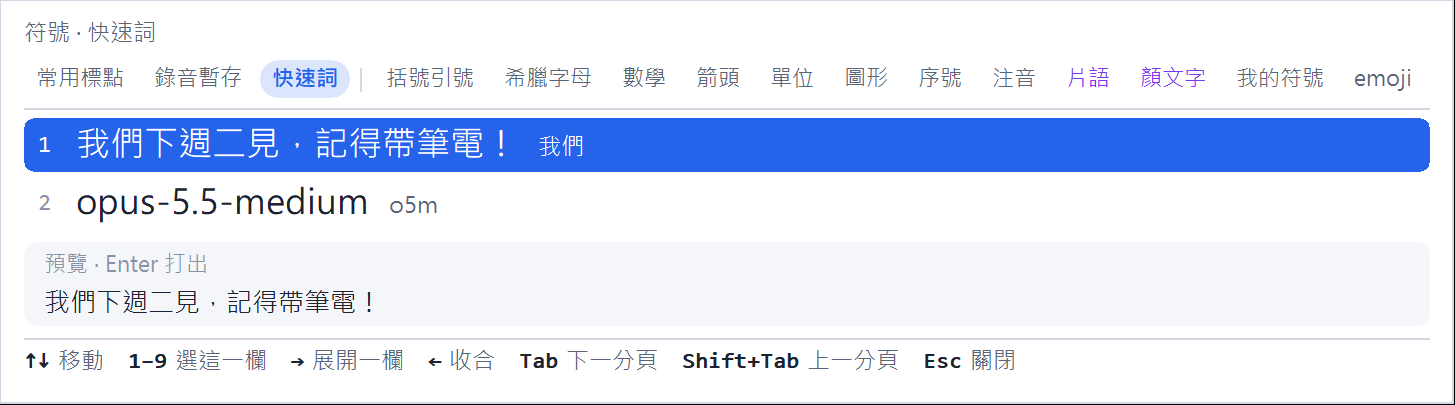 符號 · 快速詞
常用標點 錄音暫存 快速詞 括號引號 希臘字母 數學 箭頭 單位 圖形 序號 注音 片語 顏文字 我的符號 emoji
1 我們下週二見，記得帶筆電！ 我們
2 opus-5.5-medium o5m
預覽 · Enter 打出
我們下週二見，記得帶筆電！
↑↓ 移動 1–9 選這一欄 → 展開一欄 ← 收合 Tab 下一分頁 Shift+Tab 上一分頁 Esc 關閉